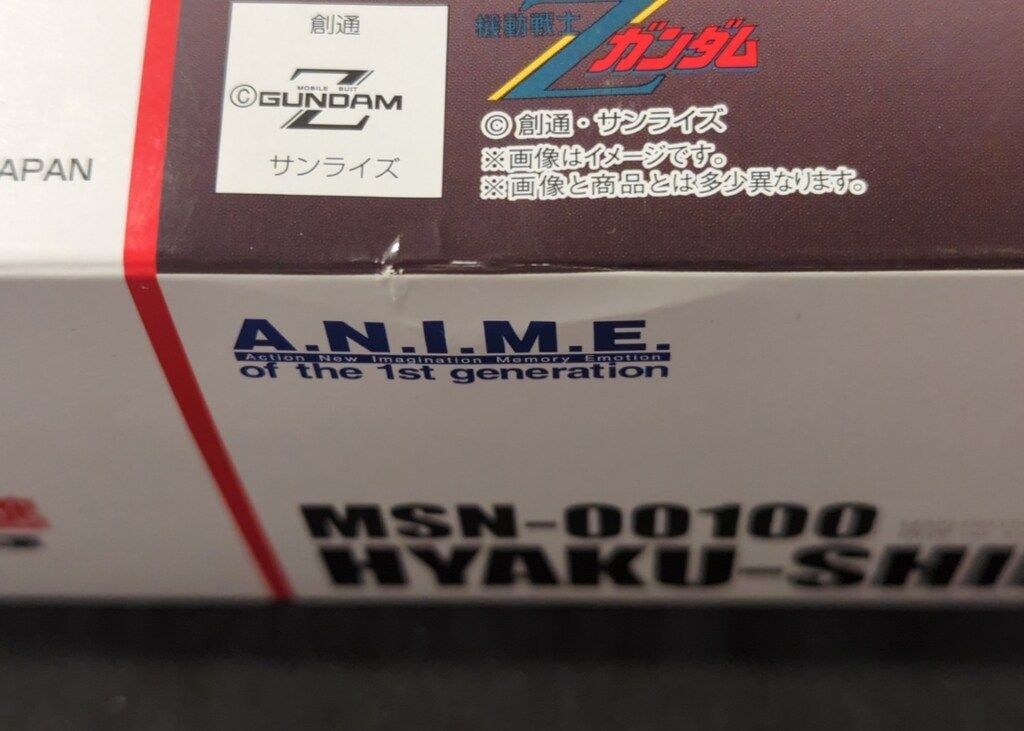 創通
MOBILE SUIT
©GUNDAM
Z
サンライズ
機動戦士
Z ガンダム
© 創通・サンライズ
※画像はイメージです。
※画像と商品とは多少異なります。
APAN
A.N.I.M.E.
Action New Imagination Memory Emotion
of the 1st generation
MSN-00100
HYAKU-SHI